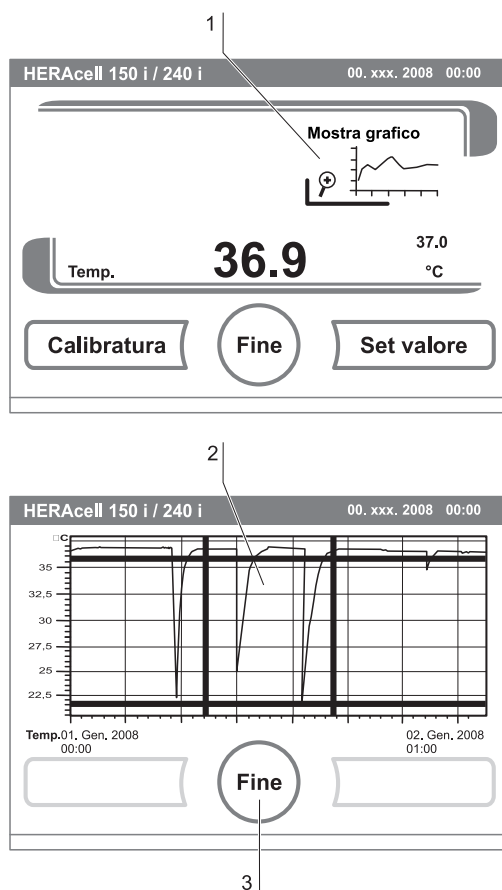 1
HERAcell 150 i / 240 i 00. xxx. 2008 00:00
Mostra grafico
37.0
Temp. 36.9 °C
Calibratura Fine Set valore
2
HERAcell 150 i / 240 i 00. xxx. 2008 00:00
□C
35
32,5
30
27,5
25
22,5
Temp. 01. Gen. 2008 02. Gen. 2008
00:00 01:00
Fine
3